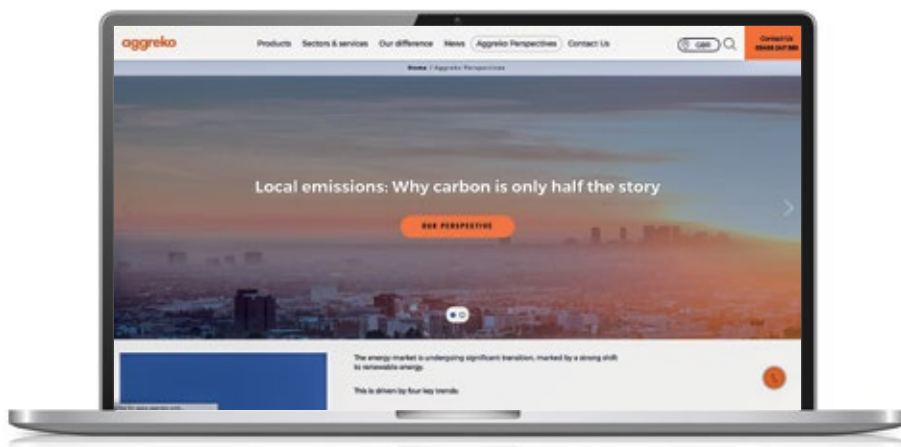 aggreko
Products Sectors & services Our difference News Aggreko Perspectives Contact Us
GBR
Contact Us
Home / Aggreko Perspectives
Local emissions: Why carbon is only half the story
OUR PERSPECTIVE
The energy market is undergoing significant transition, marked by a strong shift
to renewable energy.
This is driven by four key trends: